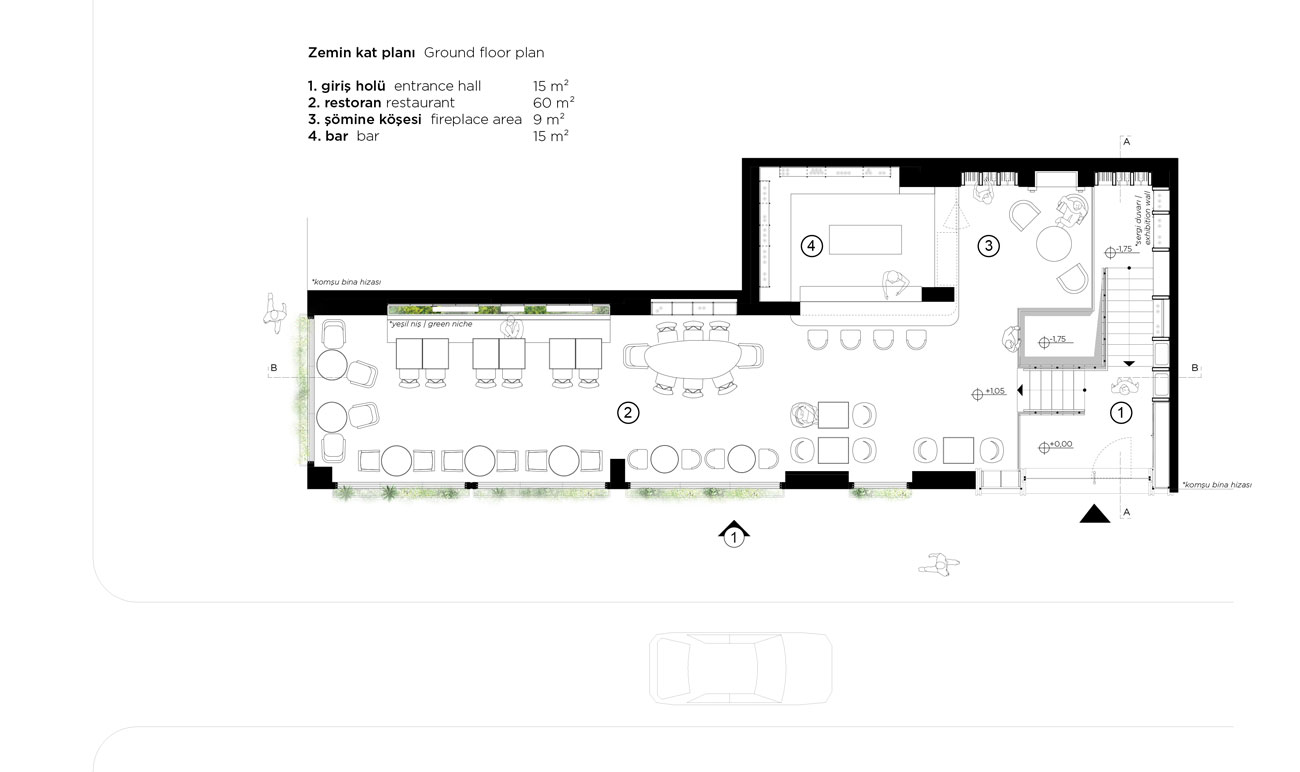 Zemin kat planı Ground floor plan
1. giriş holü entrance hall 15 m²
2. restoran restaurant 60 m²
3. şömine köşesi fireplace area 9 m²
4. bar bar 15 m²
A
*sergi duvarı |
exhibition wall
4
3
-1,75
*komşu bina hizası
*yeşil niş | green niche
-1,75
B
B
+1,05
2
1
+0,00
*komşu bina hizası
A
1